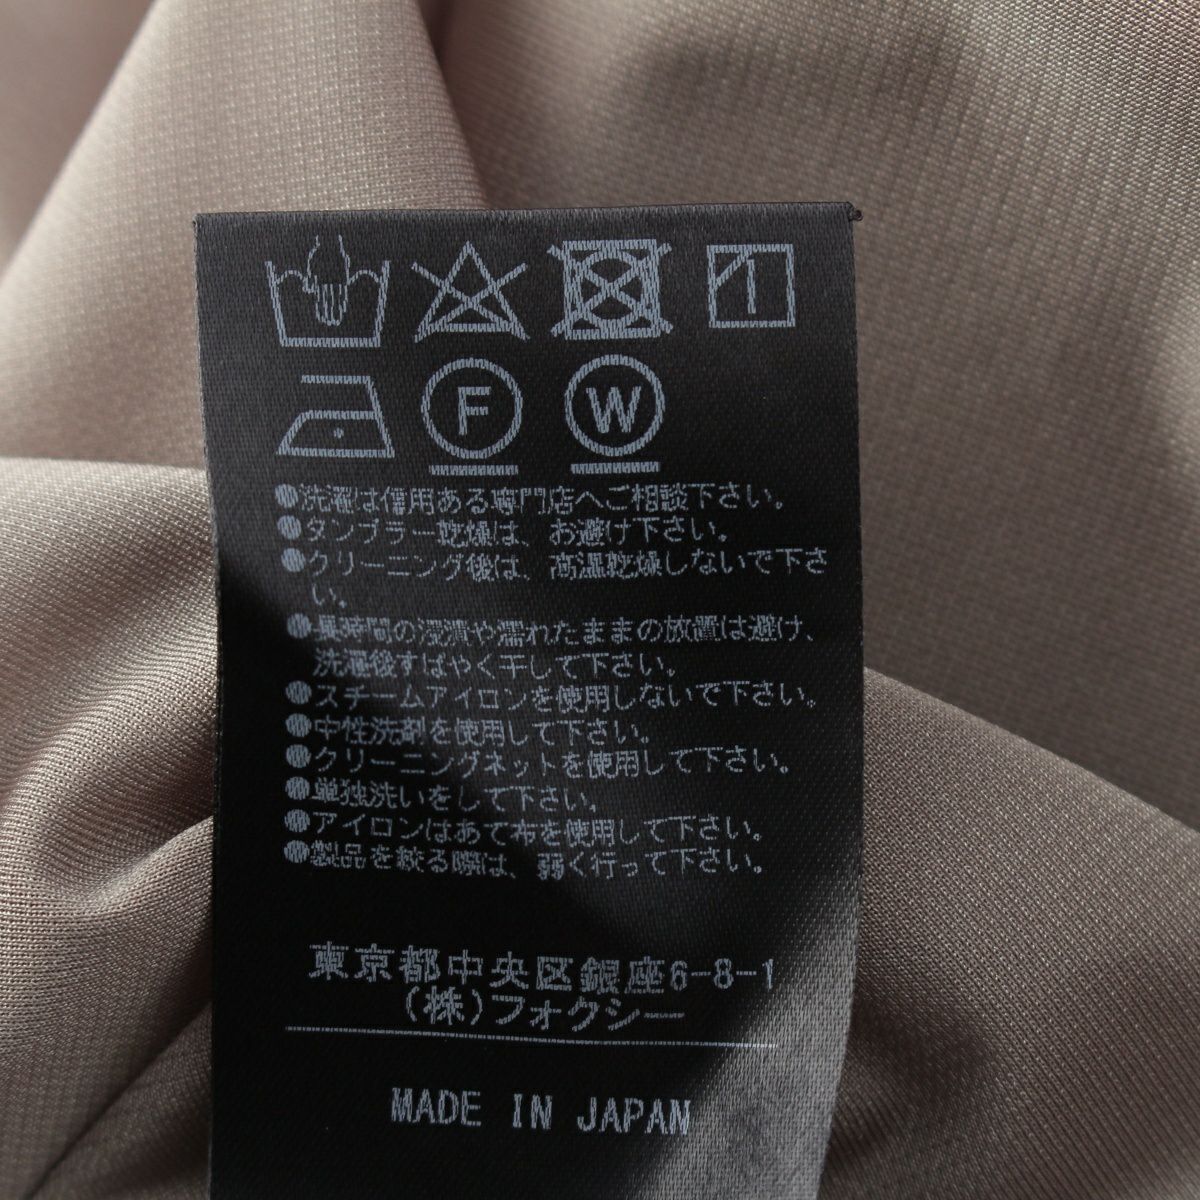 F W
●洗濯は信用ある専門店へご相談下さい。
●タンブラー乾燥は、お避け下さい。
●クリーニング後は、高温乾燥しないで下さ
い。
●長時間の浸漬や濡れたままの放置は避け、
洗濯後すばやく干して下さい。
●スチームアイロンを使用しないで下さい。
●中性洗剤を使用して下さい。
●クリーニングネットを使用して下さい。
●単独洗いをして下さい。
●アイロンはあて布を使用して下さい。
●製品を絞る際は、弱く行って下さい。
東京都中央区銀座6-8-1
(株)フォクシー
MADE IN JAPAN